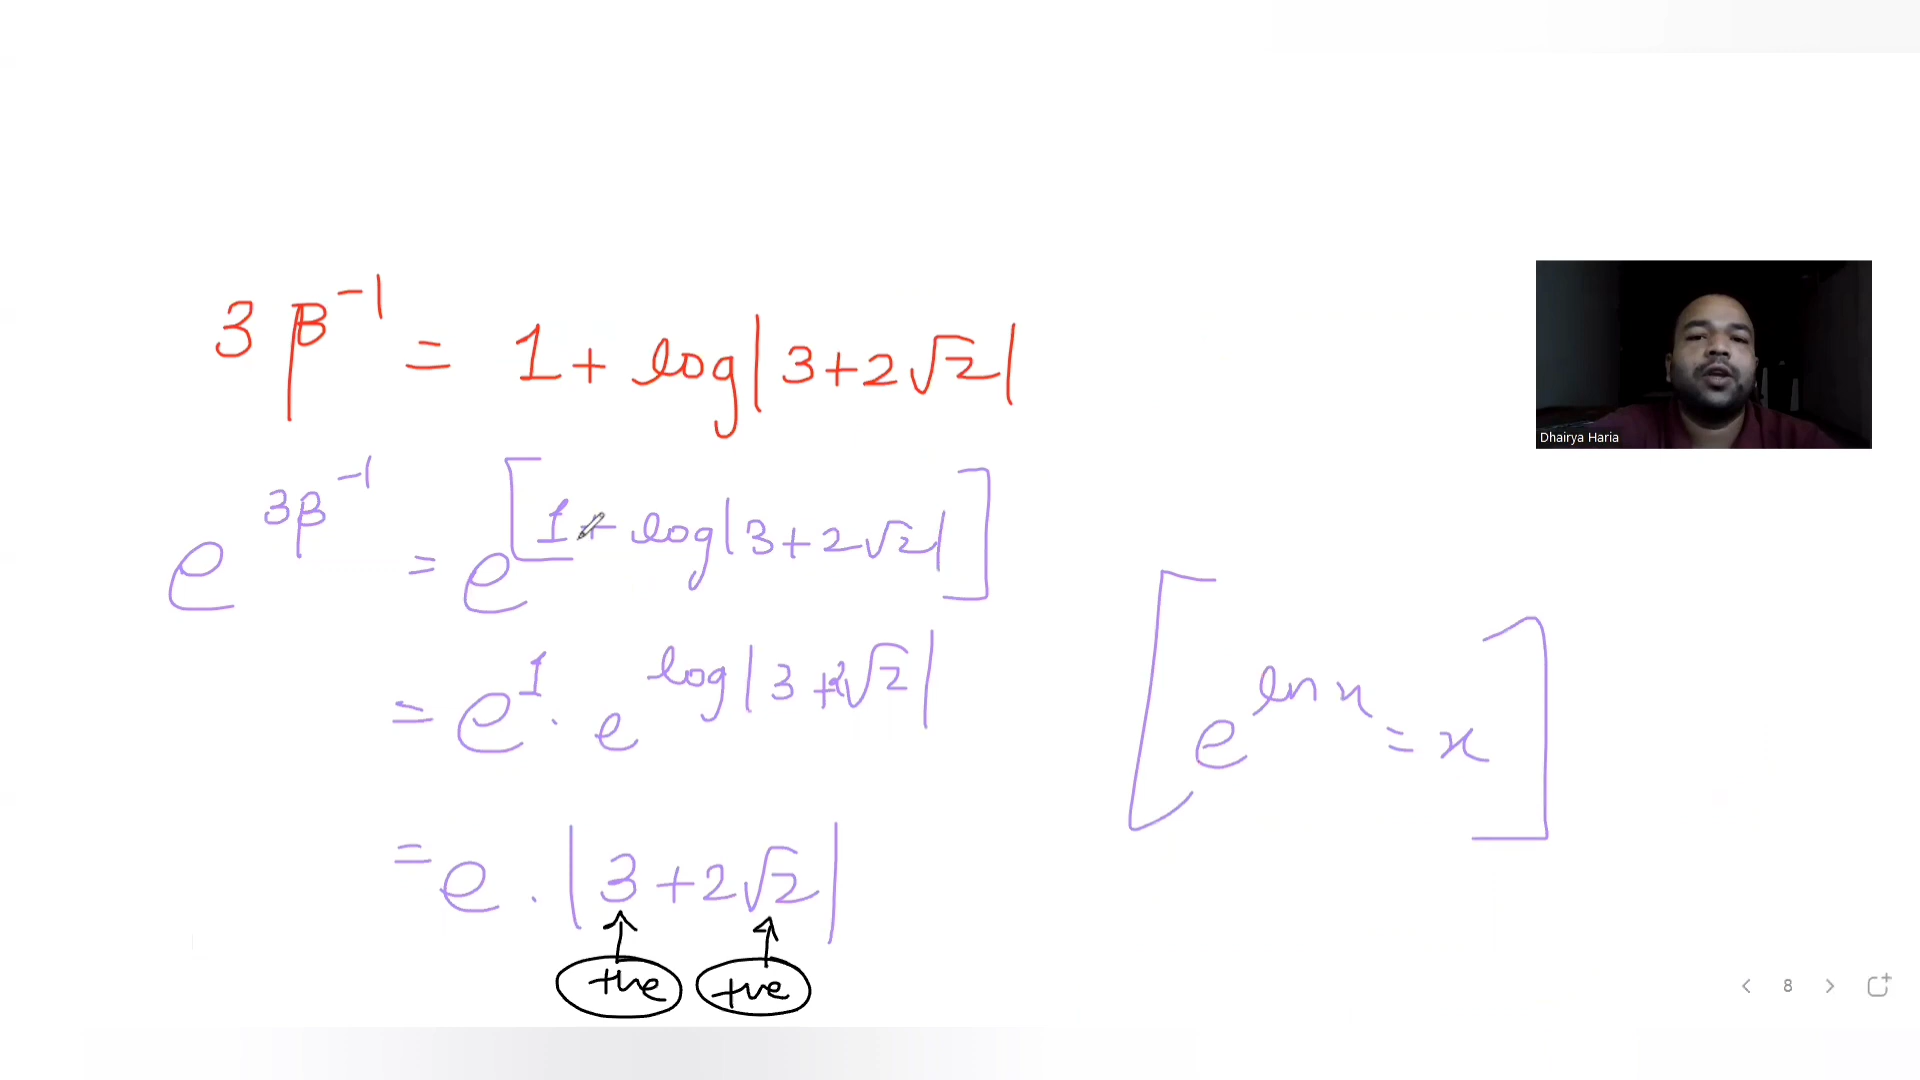 3β⁻¹ = 1 + log|3+2√2|
Dhairya Haria
e^3β⁻¹ = e^[1 + log|3+2√2|]
= e^1 . e^log|3+2√2|
[e^ln x = x]
= e . |3+2√2|
+ve +ve
8